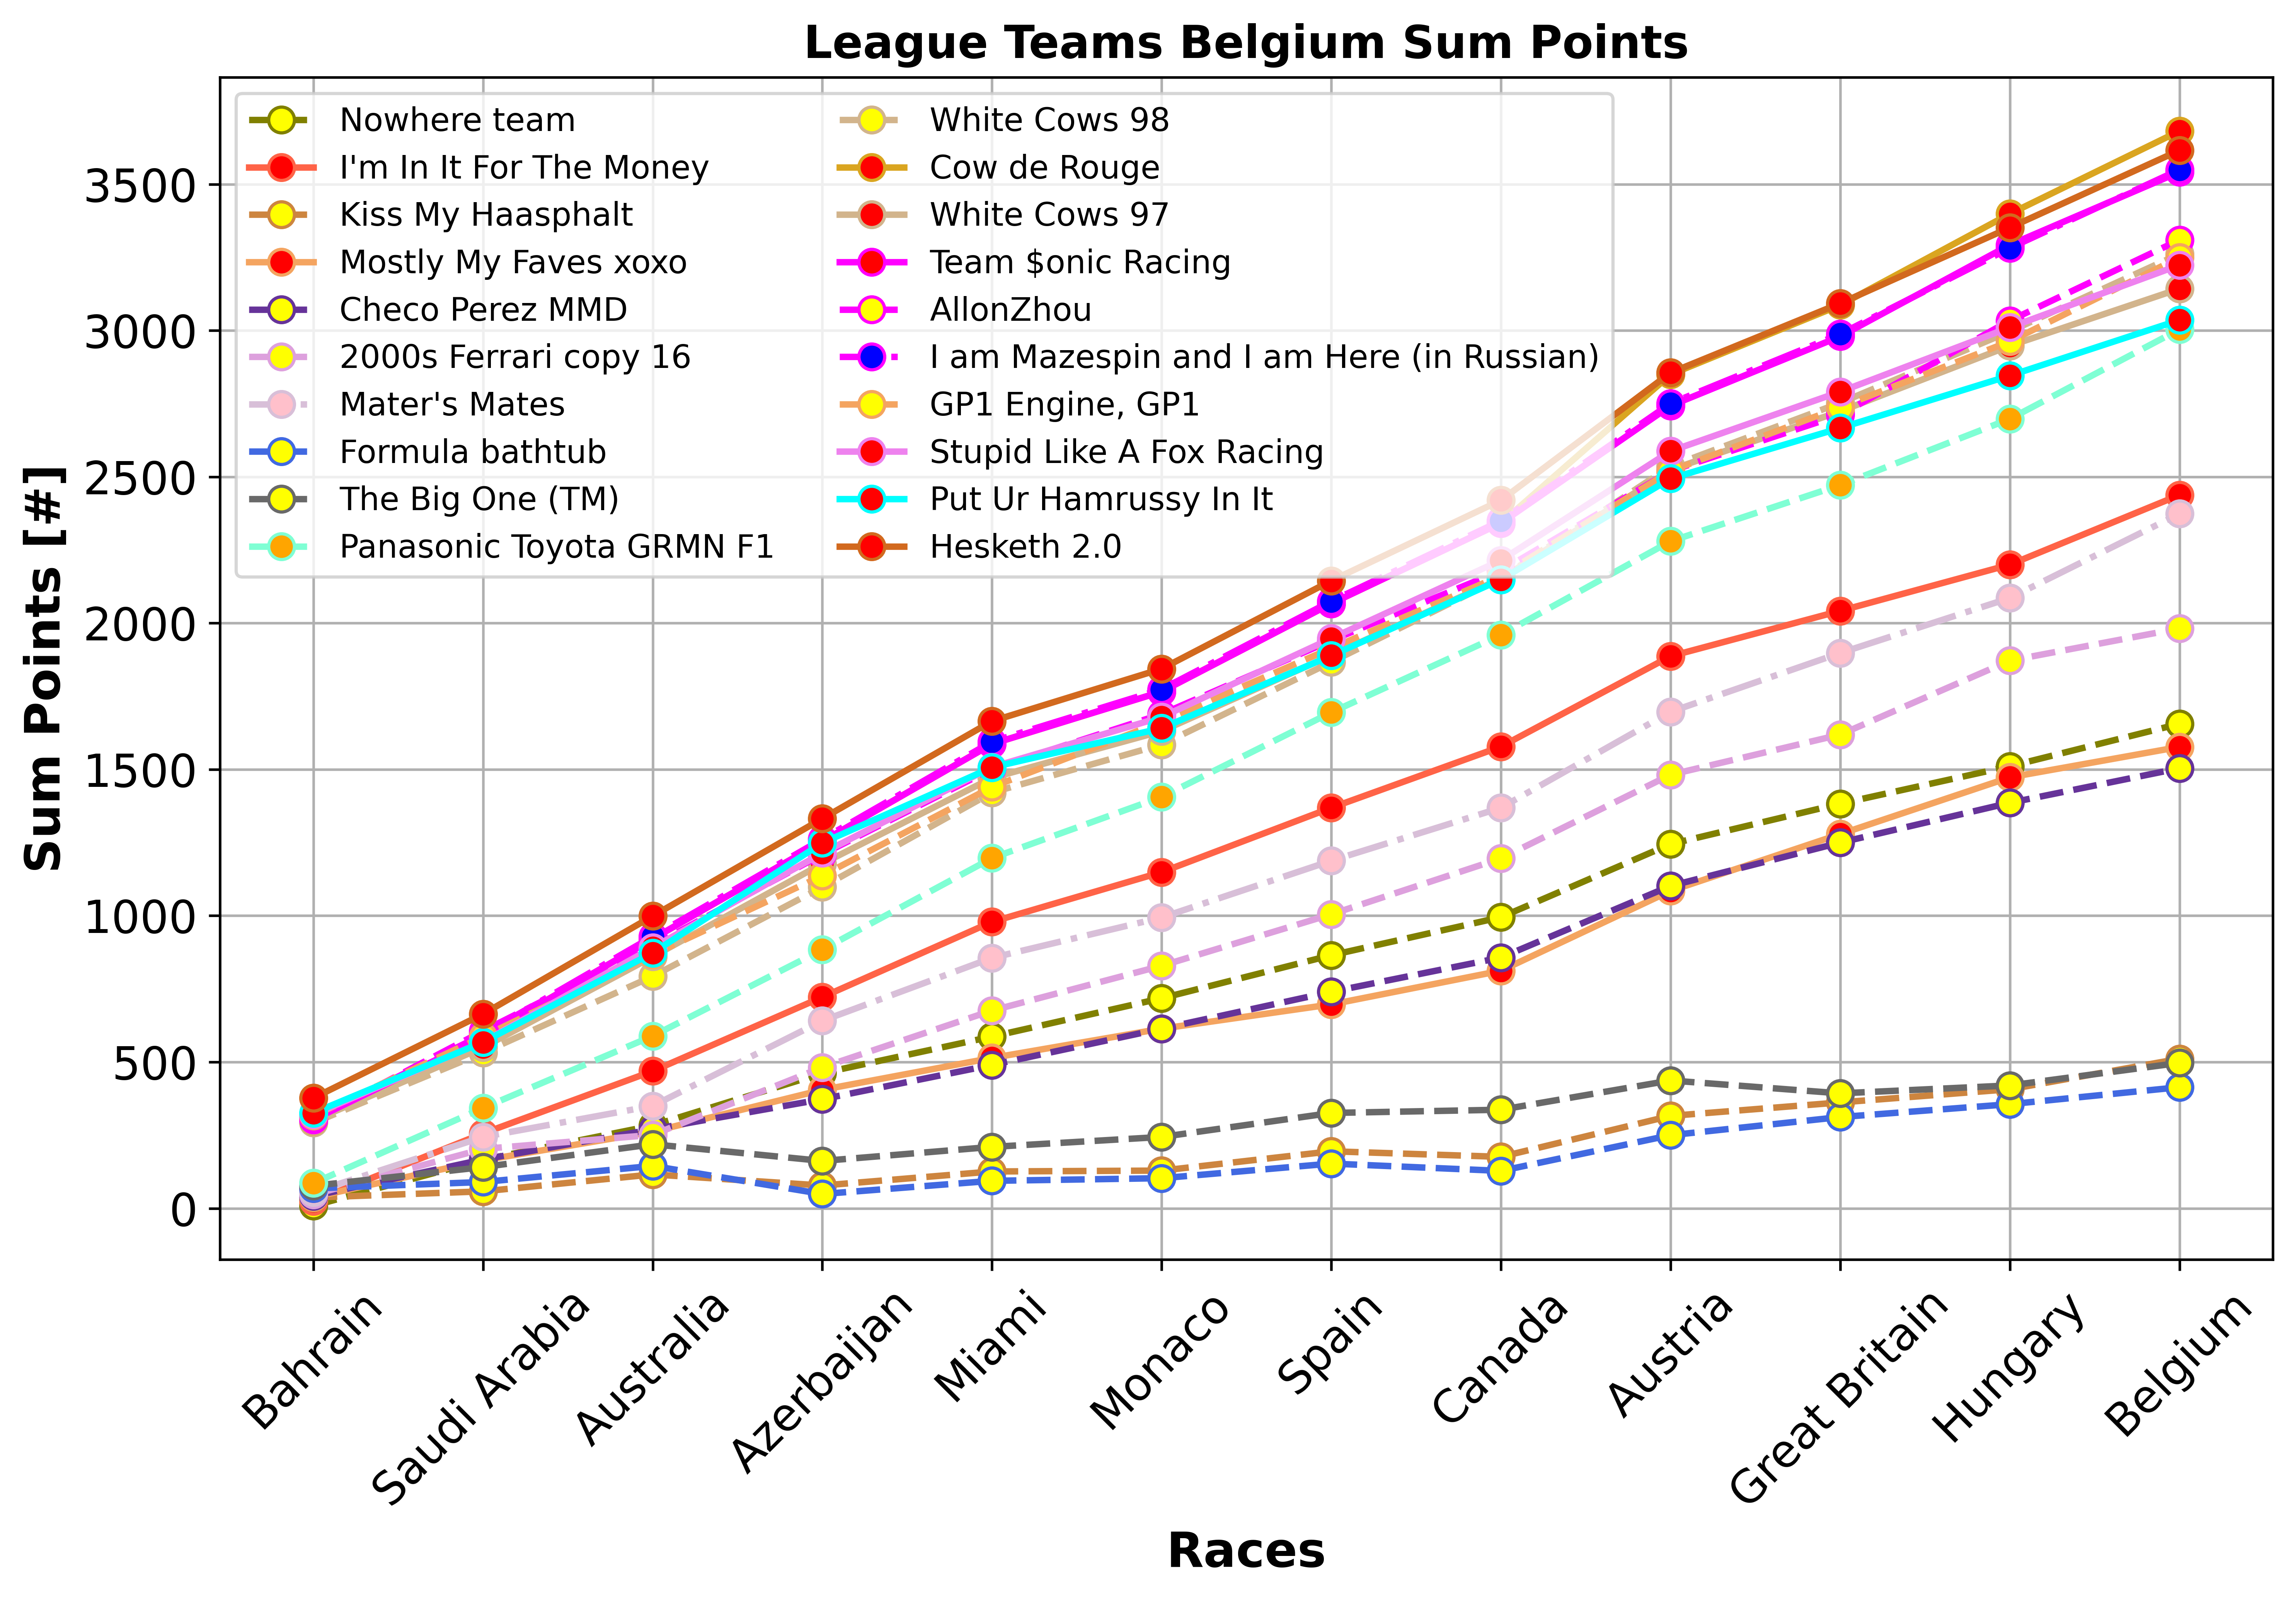 League Teams Belgium Sum Points
Nowhere team
I'm In It For The Money
Kiss My Haasphalt
Mostly My Faves xoxo
Checo Perez MMD
2000s Ferrari copy 16
Mater's Mates
Formula bathtub
The Big One (TM)
Panasonic Toyota GRMN F1
White Cows 98
Cow de Rouge
White Cows 97
Team $onic Racing
AllonZhou
I am Mazespin and I am Here (in Russian)
GP1 Engine, GP1
Stupid Like A Fox Racing
Put Ur Hamrussy In It
Hesketh 2.0
Sum Points [#]
3500
3000
2500
2000
1500
1000
500
0
Bahrain
Saudi Arabia
Australia
Azerbaijan
Miami
Monaco
Spain
Canada
Austria
Great Britain
Hungary
Belgium
Races